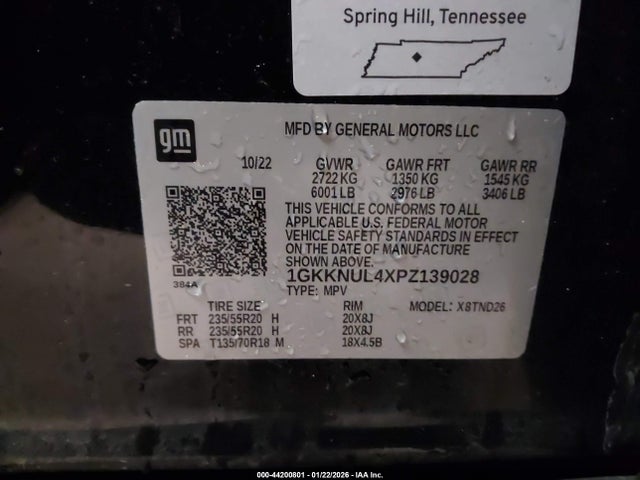 Spring Hill, Tennessee
gm
MFD BY GENERAL MOTORS LLC
10/22 GVWR GAWR FRT GAWR RR
2722 KG 1350 KG 1545 KG
6001 LB 2976 LB 3406 LB
THIS VEHICLE CONFORMS TO ALL
APPLICABLE U.S. FEDERAL MOTOR
VEHICLE SAFETY STANDARDS IN EFFECT
ON THE DATE OF MANUFACTURE
SHOWN ABOVE.
384A
1GKKNUL4XPZ139028
TYPE: MPV
TIRE SIZE RIM MODEL: X8TND26
FRT 235/55R20 H 20X8J
RR 235/55R20 H 20X8J
SPA T135/70R18 M 18X4.5B
000-44200801 - 01/22/2026 - IAA Inc.